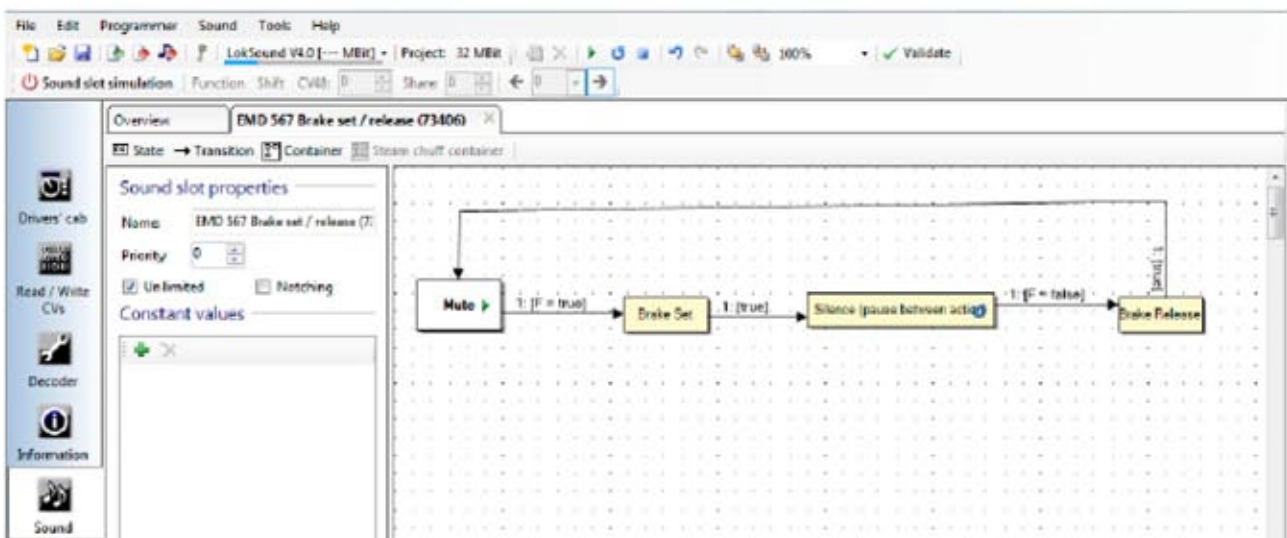 File Edit Programmer Sound Tools Help
LokSound V4.0 [--- MBit] Project: 32 MBit 100% Validate
Sound slot simulation Function Shift CV48: 0 Share 0 0
Overview EMD 567 Brake set / release (73406)
State Transition Container Steam chuff container
Drivers' cab
Read / Write CVs
Decoder
Information
Sound
Sound slot properties
Name EMD 567 Brake set / release (7:
Priority 0
Unlimited Notching
Constant values
Mute 1: [F = true] Brake Set 1: [true] Silence (pause between action 1: [F = false] Brake Release
1: [true]